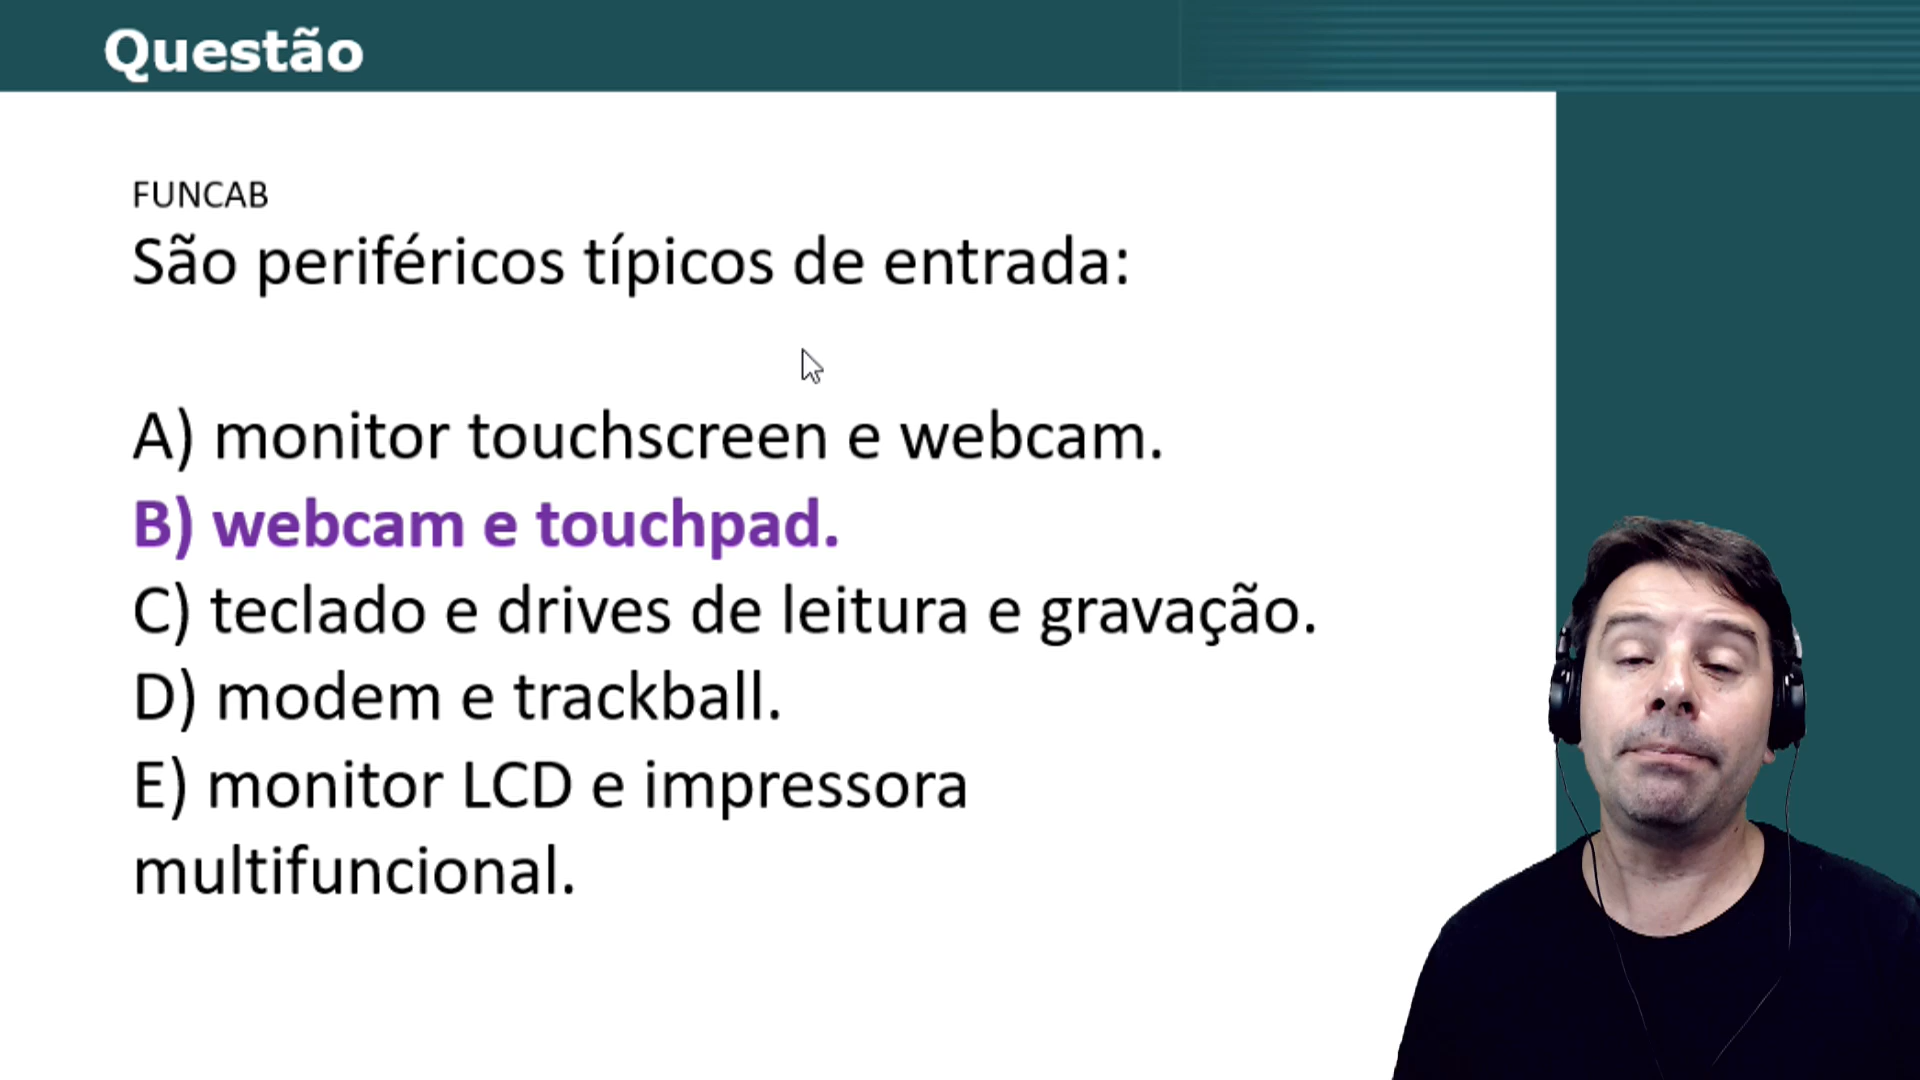 Questão
FUNCAB
São periféricos típicos de entrada:
A) monitor touchscreen e webcam.
B) webcam e touchpad.
C) teclado e drives de leitura e gravação.
D) modem e trackball.
E) monitor LCD e impressora
multifuncional.